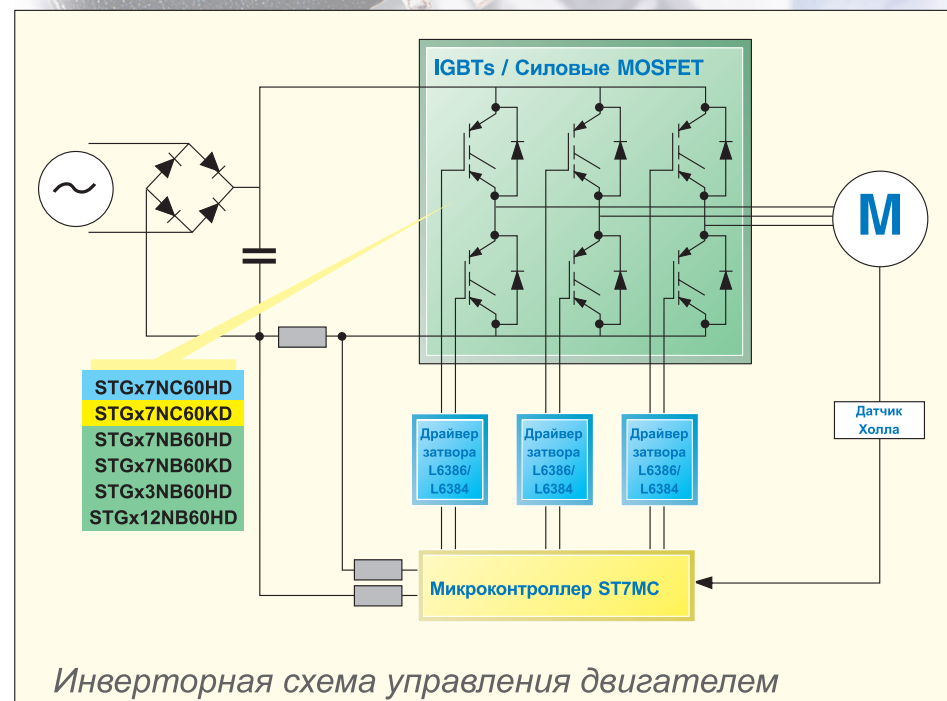 IGBTs / Силовые MOSFET
M
STGx7NC60HD
STGx7NC60KD
STGx7NB60HD
STGx7NB60KD
STGx3NB60HD
STGx12NB60HD
Драйвер
затвора
L6386/
L6384
Драйвер
затвора
L6386/
L6384
Драйвер
затвора
L6386/
L6384
Датчик
Холла
Микроконтроллер ST7MC
Инверторная схема управления двигателем